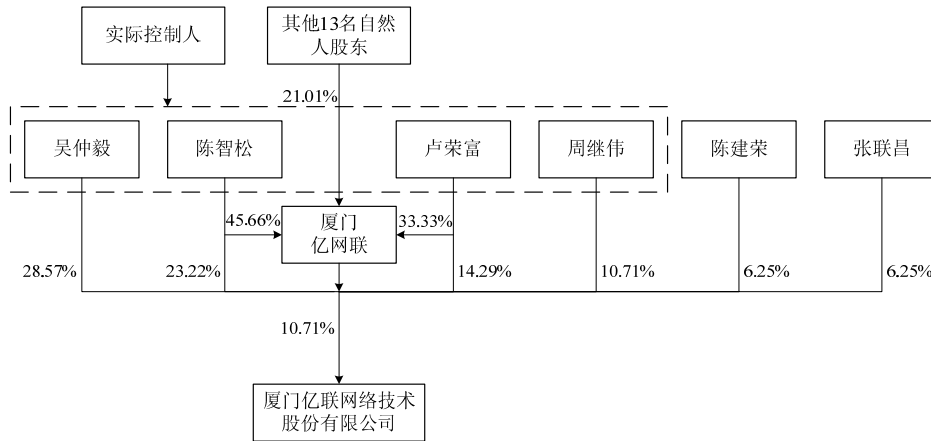 实际控制人
其他13名自然
人股东
21.01%
吴仲毅
陈智松
卢荣富
周继伟
陈建荣
张联昌
45.66%
厦门
亿网联
33.33%
28.57%
23.22%
14.29%
10.71%
6.25%
6.25%
10.71%
厦门亿联网络技术
股份有限公司